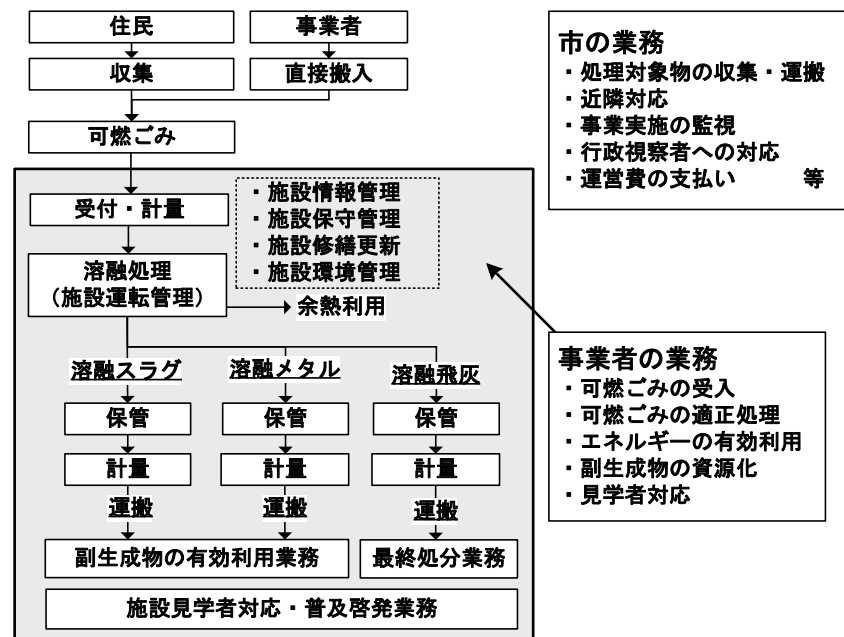 住民
事業者
収集
直接搬入
可燃ごみ
受付・計量
・施設情報管理
・施設保守管理
・施設修繕更新
・施設環境管理
溶融処理
（施設運転管理）
余熱利用
溶融スラグ
溶融メタル
溶融飛灰
保管
保管
保管
計量
計量
計量
運搬
運搬
運搬
副生成物の有効利用業務
最終処分業務
施設見学者対応・普及啓発業務
市の業務
・処理対象物の収集・運搬
・近隣対応
・事業実施の監視
・行政視察者への対応
・運営費の支払い　　　等
事業者の業務
・可燃ごみの受入
・可燃ごみの適正処理
・エネルギーの有効利用
・副生成物の資源化
・見学者対応